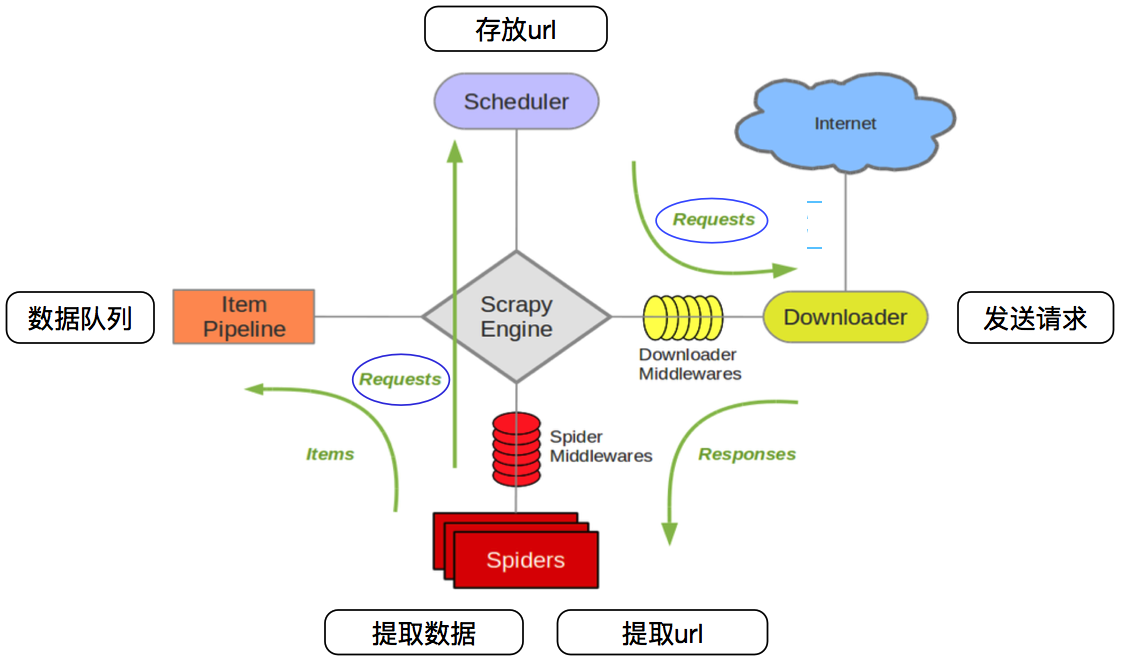 存放url
Scheduler
Internet
Requests
数据队列
Item
Pipeline
Scrapy
Engine
Downloader
发送请求
Downloader
Middlewares
Requests
Items
Spider
Middlewares
Responses
Spiders
提取数据
提取url